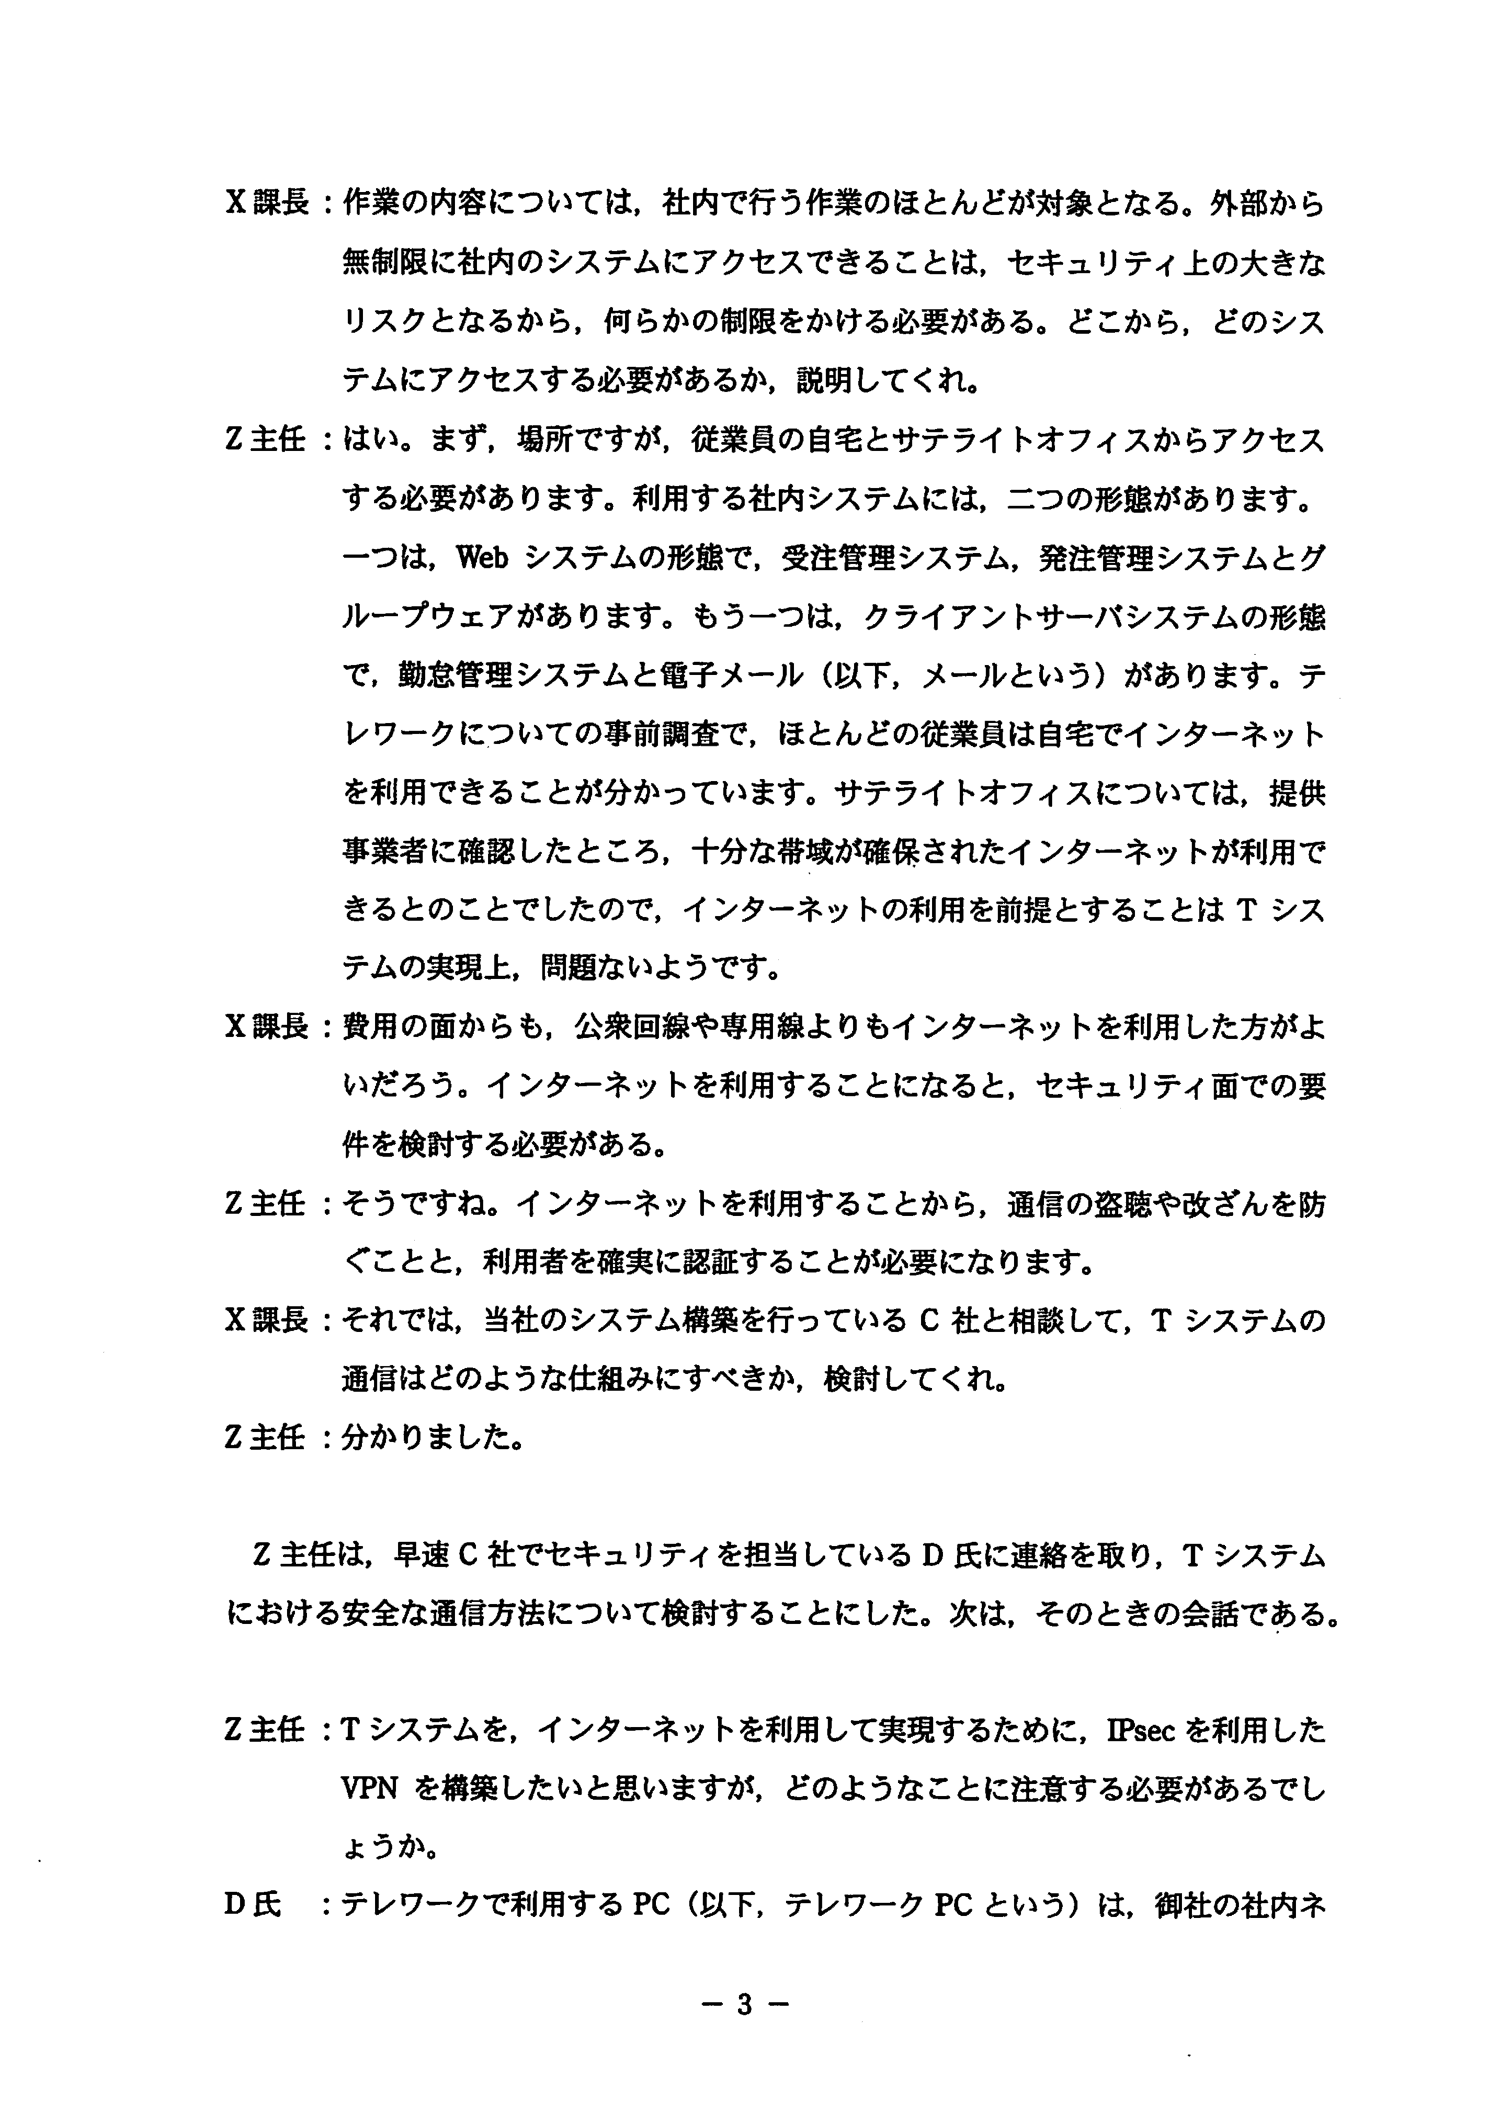 X 課長：作業の内容については，社内で行う作業のほとんどが対象となる。外部から
無制限に社内のシステムにアクセスできることは，セキュリティ上の大きな
リスクとなるから，何らかの制限をかける必要がある。どこから，どのシス
テムにアクセスする必要があるか，説明してくれ。
Z 主任：はい。まず，場所ですが，従業員の自宅とサテライトオフィスからアクセス
する必要があります。利用する社内システムには，二つの形態があります。
一つは，Web システムの形態で，受注管理システム，発注管理システムとグ
ループウェアがあります。もう一つは，クライアントサーバシステムの形態
で，勤怠管理システムと電子メール（以下，メールという）があります。テ
レワークについての事前調査で，ほとんどの従業員は自宅でインターネット
を利用できることが分かっています。サテライトオフィスについては，提供
事業者に確認したところ，十分な帯域が確保されたインターネットが利用で
きるとのことでしたので，インターネットの利用を前提とすることは T シス
テムの実現上，問題ないようです。
X 課長：費用の面からも，公衆回線や専用線よりもインターネットを利用した方がよ
いだろう。インターネットを利用することになると，セキュリティ面での要
件を検討する必要がある。
Z 主任：そうですね。インターネットを利用することから，通信の盗聴や改ざんを防
ぐことと，利用者を確実に認証することが必要になります。
X 課長：それでは，当社のシステム構築を行っている C 社と相談して，T システムの
通信はどのような仕組みにすべきか，検討してくれ。
Z 主任：分かりました。
Z 主任は，早速 C 社でセキュリティを担当している D 氏に連絡を取り，T システム
における安全な通信方法について検討することにした。次は，そのときの会話である。
Z 主任：T システムを，インターネットを利用して実現するために，IPsec を利用した
VPN を構築したいと思いますが，どのようなことに注意する必要があるでし
ょうか。
D 氏　：テレワークで利用する PC（以下，テレワーク PC という）は，御社の社内ネ
－ 3 －